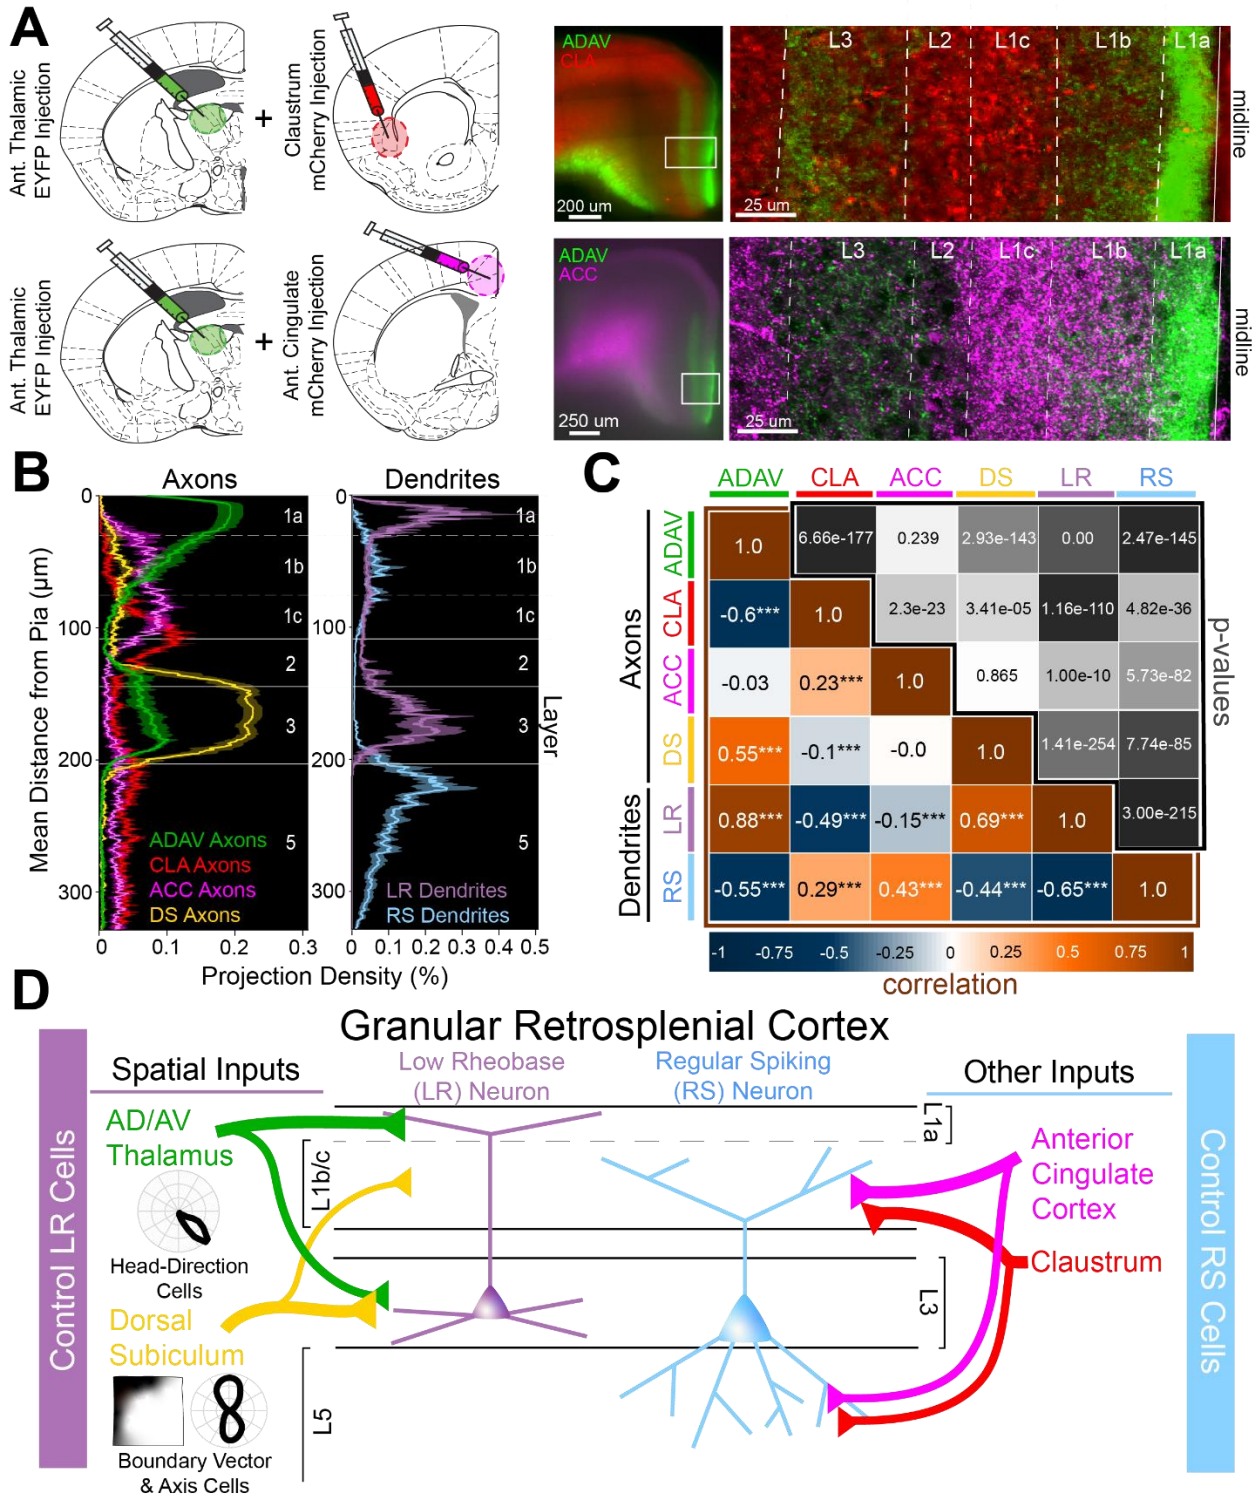 A
Ant. Thalamic
EYFP Injection
+
Claustrum
mCherry Injection
ADAV
CLA
200 um
L3
L2
L1c
L1b
L1a
25 um
midline
Ant. Thalamic
EYFP Injection
+
Ant. Cingulate
mCherry Injection
ADAV
ACC
250 um
L3
L2
L1c
L1b
L1a
25 um
midline
B
Axons
Dendrites
Mean Distance from Pia (µm)
0
100
200
300
1a
1b
1c
2
3
5
ADAV Axons
CLA Axons
ACC Axons
DS Axons
0
0.1
0.2
0.3
0
100
200
300
1a
1b
1c
2
3
5
Layer
LR Dendrites
RS Dendrites
0
0.1
0.2
0.3
0.4
0.5
Projection Density (%)
C
ADAV
CLA
ACC
DS
LR
RS
Axons
Dendrites
ADAV
1.0
6.66e-177
0.239
2.93e-143
0.00
2.47e-145
CLA
-0.6***
1.0
2.3e-23
3.41e-05
1.16e-110
4.82e-36
ACC
-0.03
0.23***
1.0
0.865
1.00e-10
5.73e-82
DS
0.55***
-0.1***
-0.0
1.0
1.41e-254
7.74e-85
LR
0.88***
-0.49***
-0.15***
0.69***
1.0
3.00e-215
RS
-0.55***
0.29***
0.43***
-0.44***
-0.65***
1.0
p-values
-1
-0.75
-0.5
-0.25
0
0.25
0.5
0.75
1
correlation
D
Granular Retrosplenial Cortex
Control LR Cells
Spatial Inputs
Low Rheobase
(LR) Neuron
Regular Spiking
(RS) Neuron
Other Inputs
Control RS Cells
AD/AV
Thalamus
Head-Direction
Cells
Dorsal
Subiculum
Boundary Vector
& Axis Cells
L1a
L1b/c
L3
L5
Anterior
Cingulate
Cortex
Claustrum